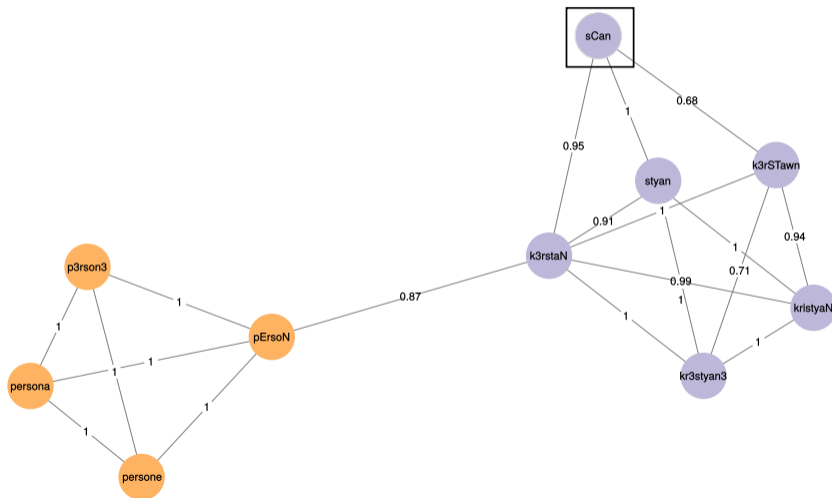 sCan
0.68
1
0.95
k3rSTawn
styan
1
0.91
0.94
1
k3rstaN
p3rson3
0.71
0.99
0.87
1
1
kristyaN
1
1
pErsoN
1
1
1
1
kr3styan3
persona
1
1
persone